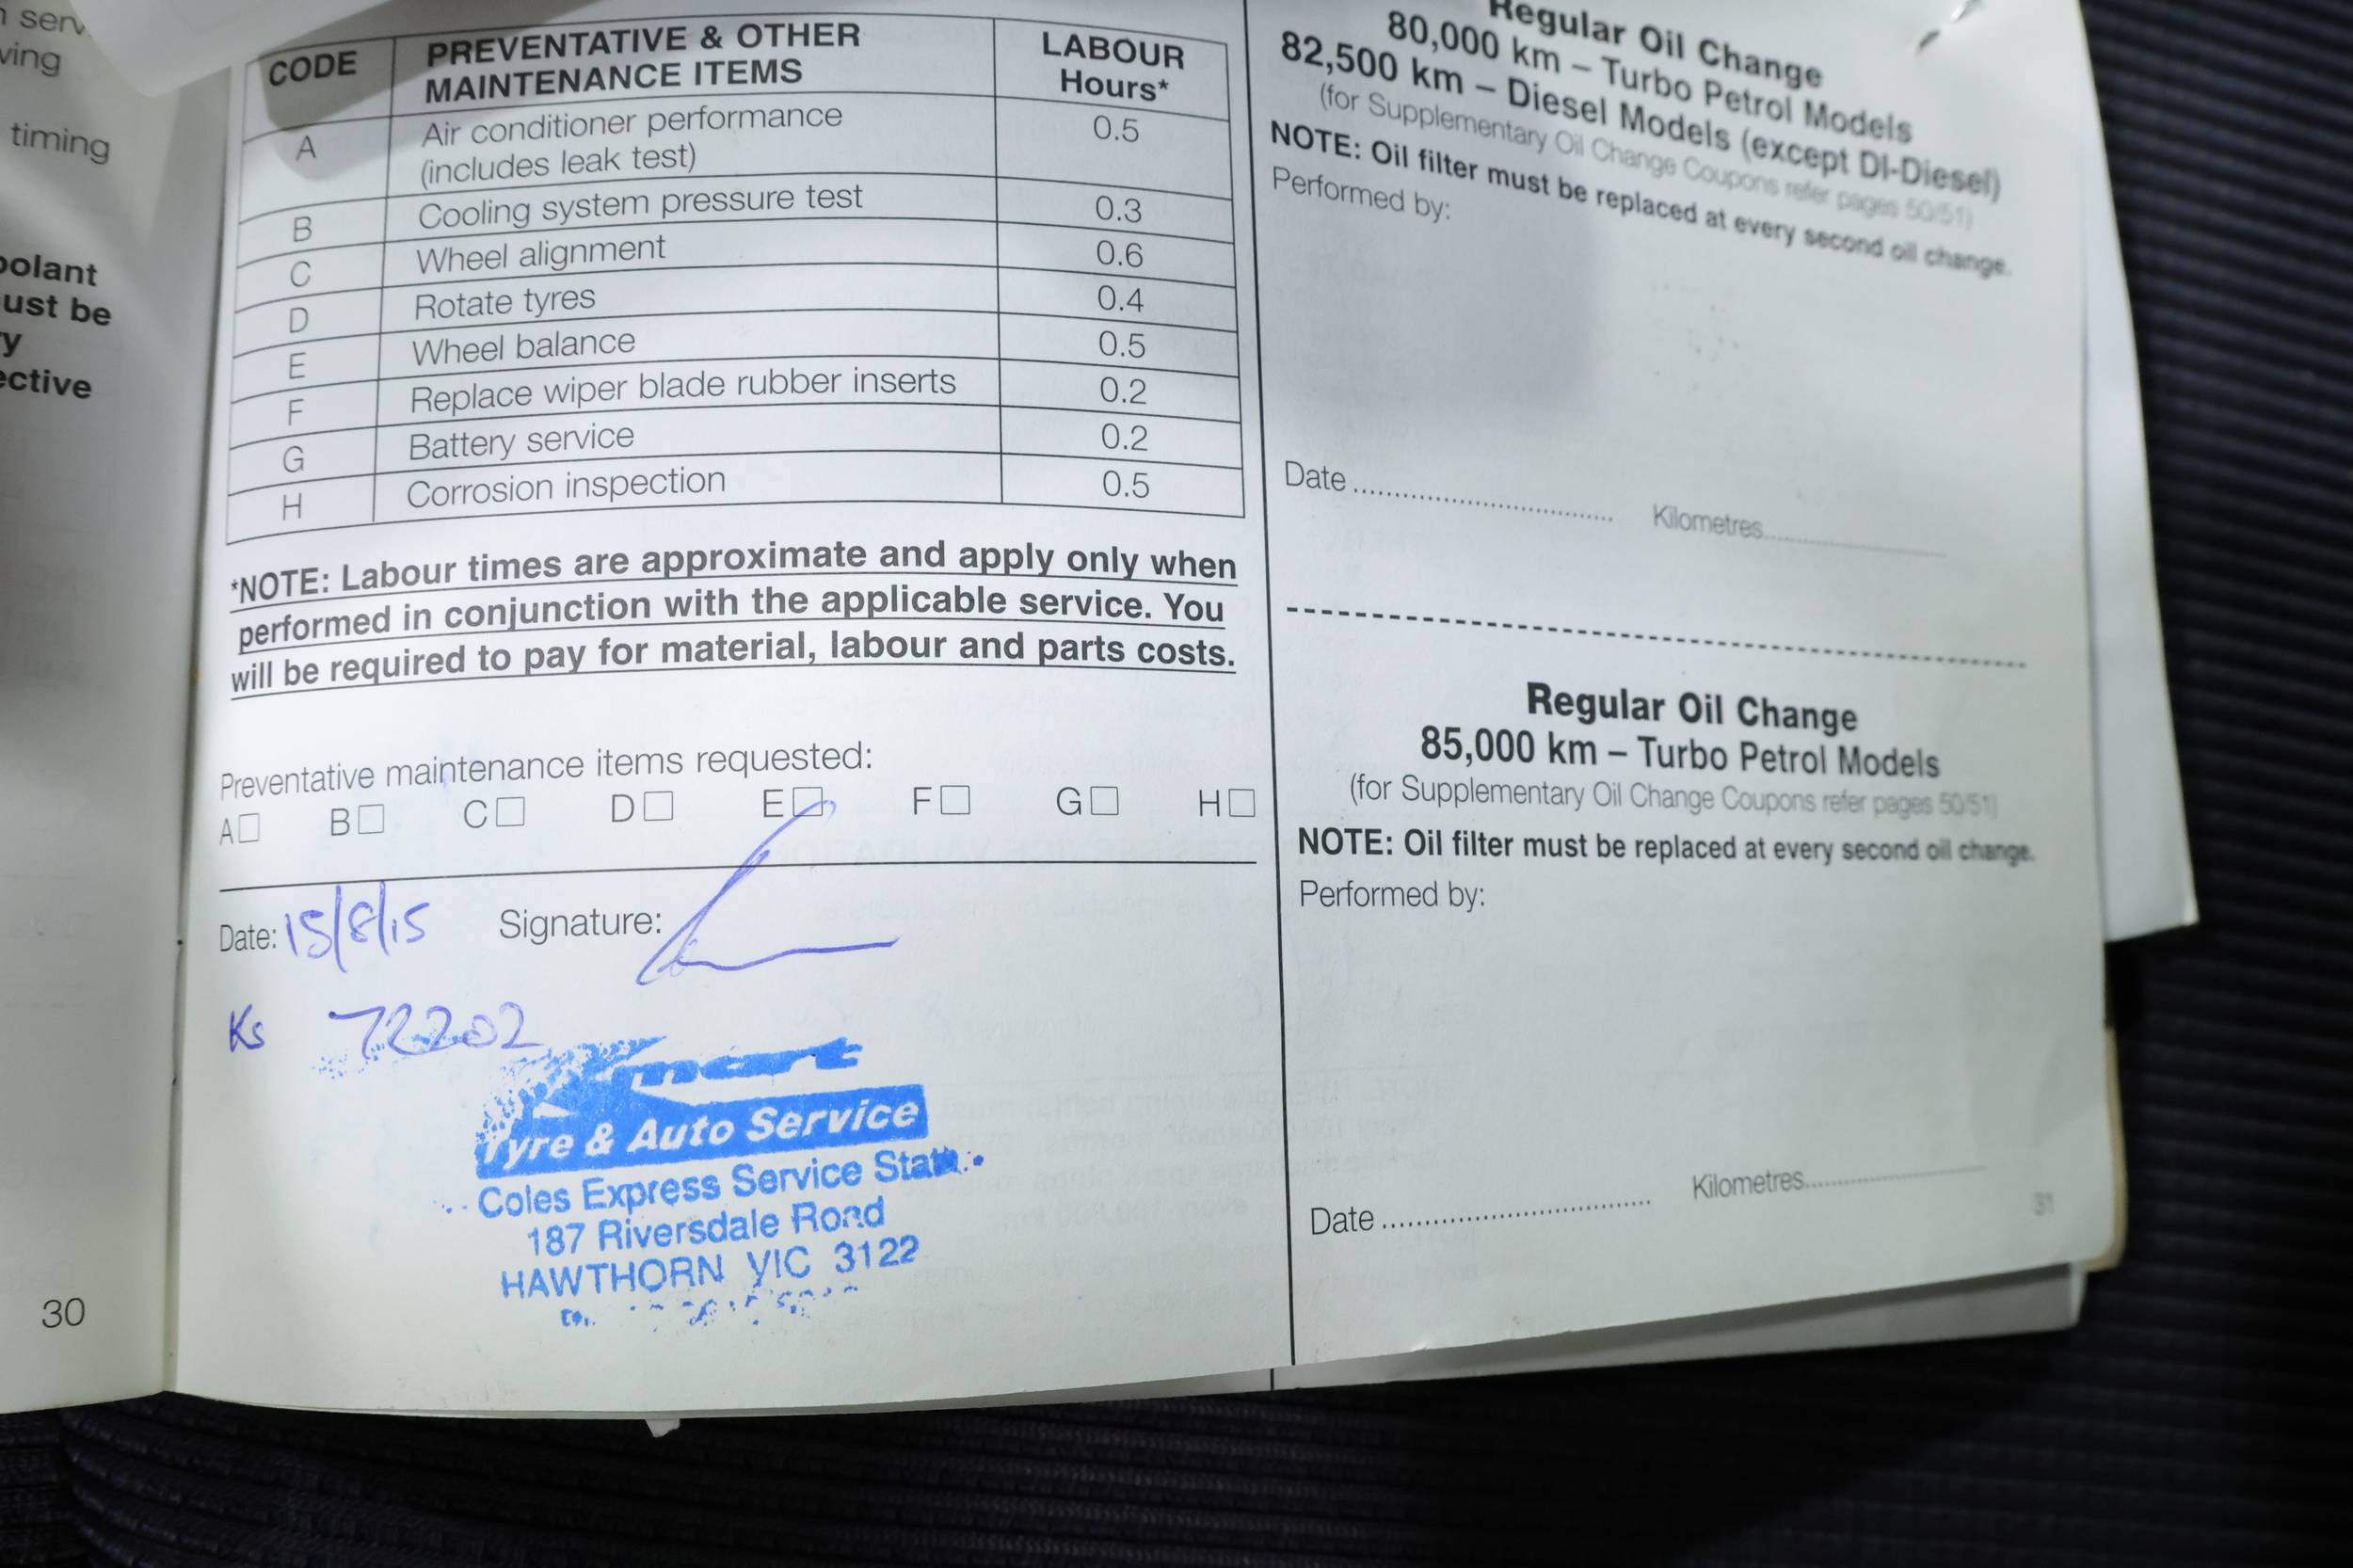 serv
ving
timing
ust be
y
30
CODE PREVENTATIVE & OTHER MAINTENANCE ITEMS LABOUR Hours*
A Air conditioner performance (includes leak test) 0.5
B Cooling system pressure test 0.3
C Wheel alignment 0.6
D Rotate tyres 0.4
E Wheel balance 0.5
F Replace wiper blade rubber inserts 0.2
G Battery service 0.2
H Corrosion inspection 0.5
*NOTE: Labour times are approximate and apply only when
performed in conjunction with the applicable service. You
will be required to pay for material, labour and parts costs.
Preventative maintenance items requested:
A□ B□ C□ D□ E□ F□ G□ H□
Date: 15/8/15 Signature:
Ks 72202
mart
Tyre & Auto Service
Coles Express Service Stat
187 Riversdale Road
HAWTHORN VIC 3122
Regular Oil Change
80,000 km – Turbo Petrol Models
82,500 km – Diesel Models (except DI-Diesel)
(for Supplementary Oil Change Coupons refer pages 50/51)
NOTE: Oil filter must be replaced at every second oil change.
Performed by:
Date Kilometres
Regular Oil Change
85,000 km – Turbo Petrol Models
(for Supplementary Oil Change Coupons refer pages 50/51)
NOTE: Oil filter must be replaced at every second oil change.
Performed by:
Date Kilometres
31